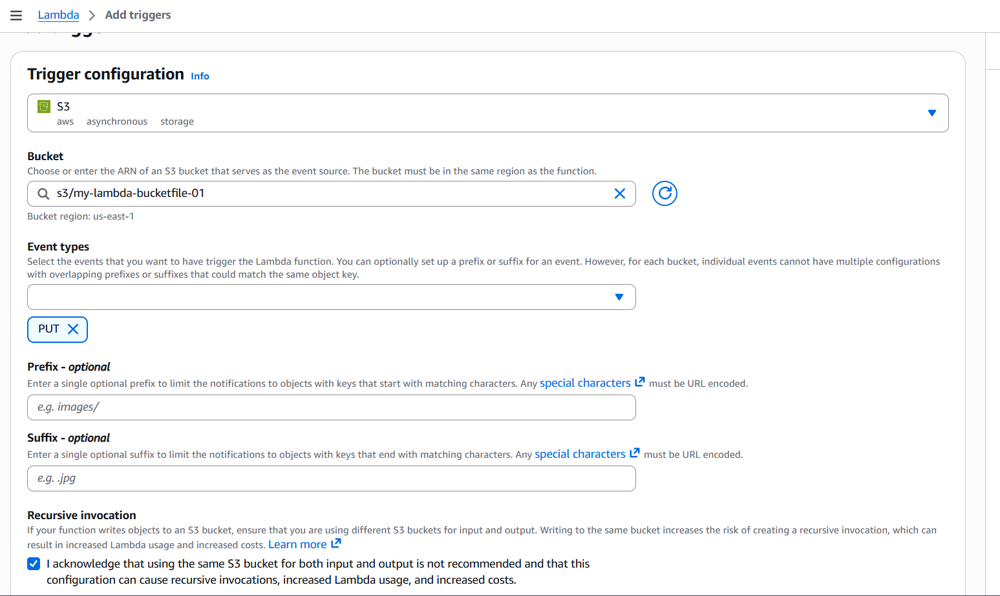 Lambda > Add triggers
Trigger configuration Info
S3
aws asynchronous storage
Bucket
Choose or enter the ARN of an S3 bucket that serves as the event source. The bucket must be in the same region as the function.
s3/my-lambda-bucketfile-01
Bucket region: us-east-1
Event types
Select the events that you want to have trigger the Lambda function. You can optionally set up a prefix or suffix for an event. However, for each bucket, individual events cannot have multiple configurations
with overlapping prefixes or suffixes that could match the same object key.
PUT
Prefix - optional
Enter a single optional prefix to limit the notifications to objects with keys that start with matching characters. Any special characters must be URL encoded.
e.g. images/
Suffix - optional
Enter a single optional suffix to limit the notifications to objects with keys that end with matching characters. Any special characters must be URL encoded.
e.g. .jpg
Recursive invocation
If your function writes objects to an S3 bucket, ensure that you are using different S3 buckets for input and output. Writing to the same bucket increases the risk of creating a recursive invocation, which can
result in increased Lambda usage and increased costs. Learn more
I acknowledge that using the same S3 bucket for both input and output is not recommended and that this
configuration can cause recursive invocations, increased Lambda usage, and increased costs.